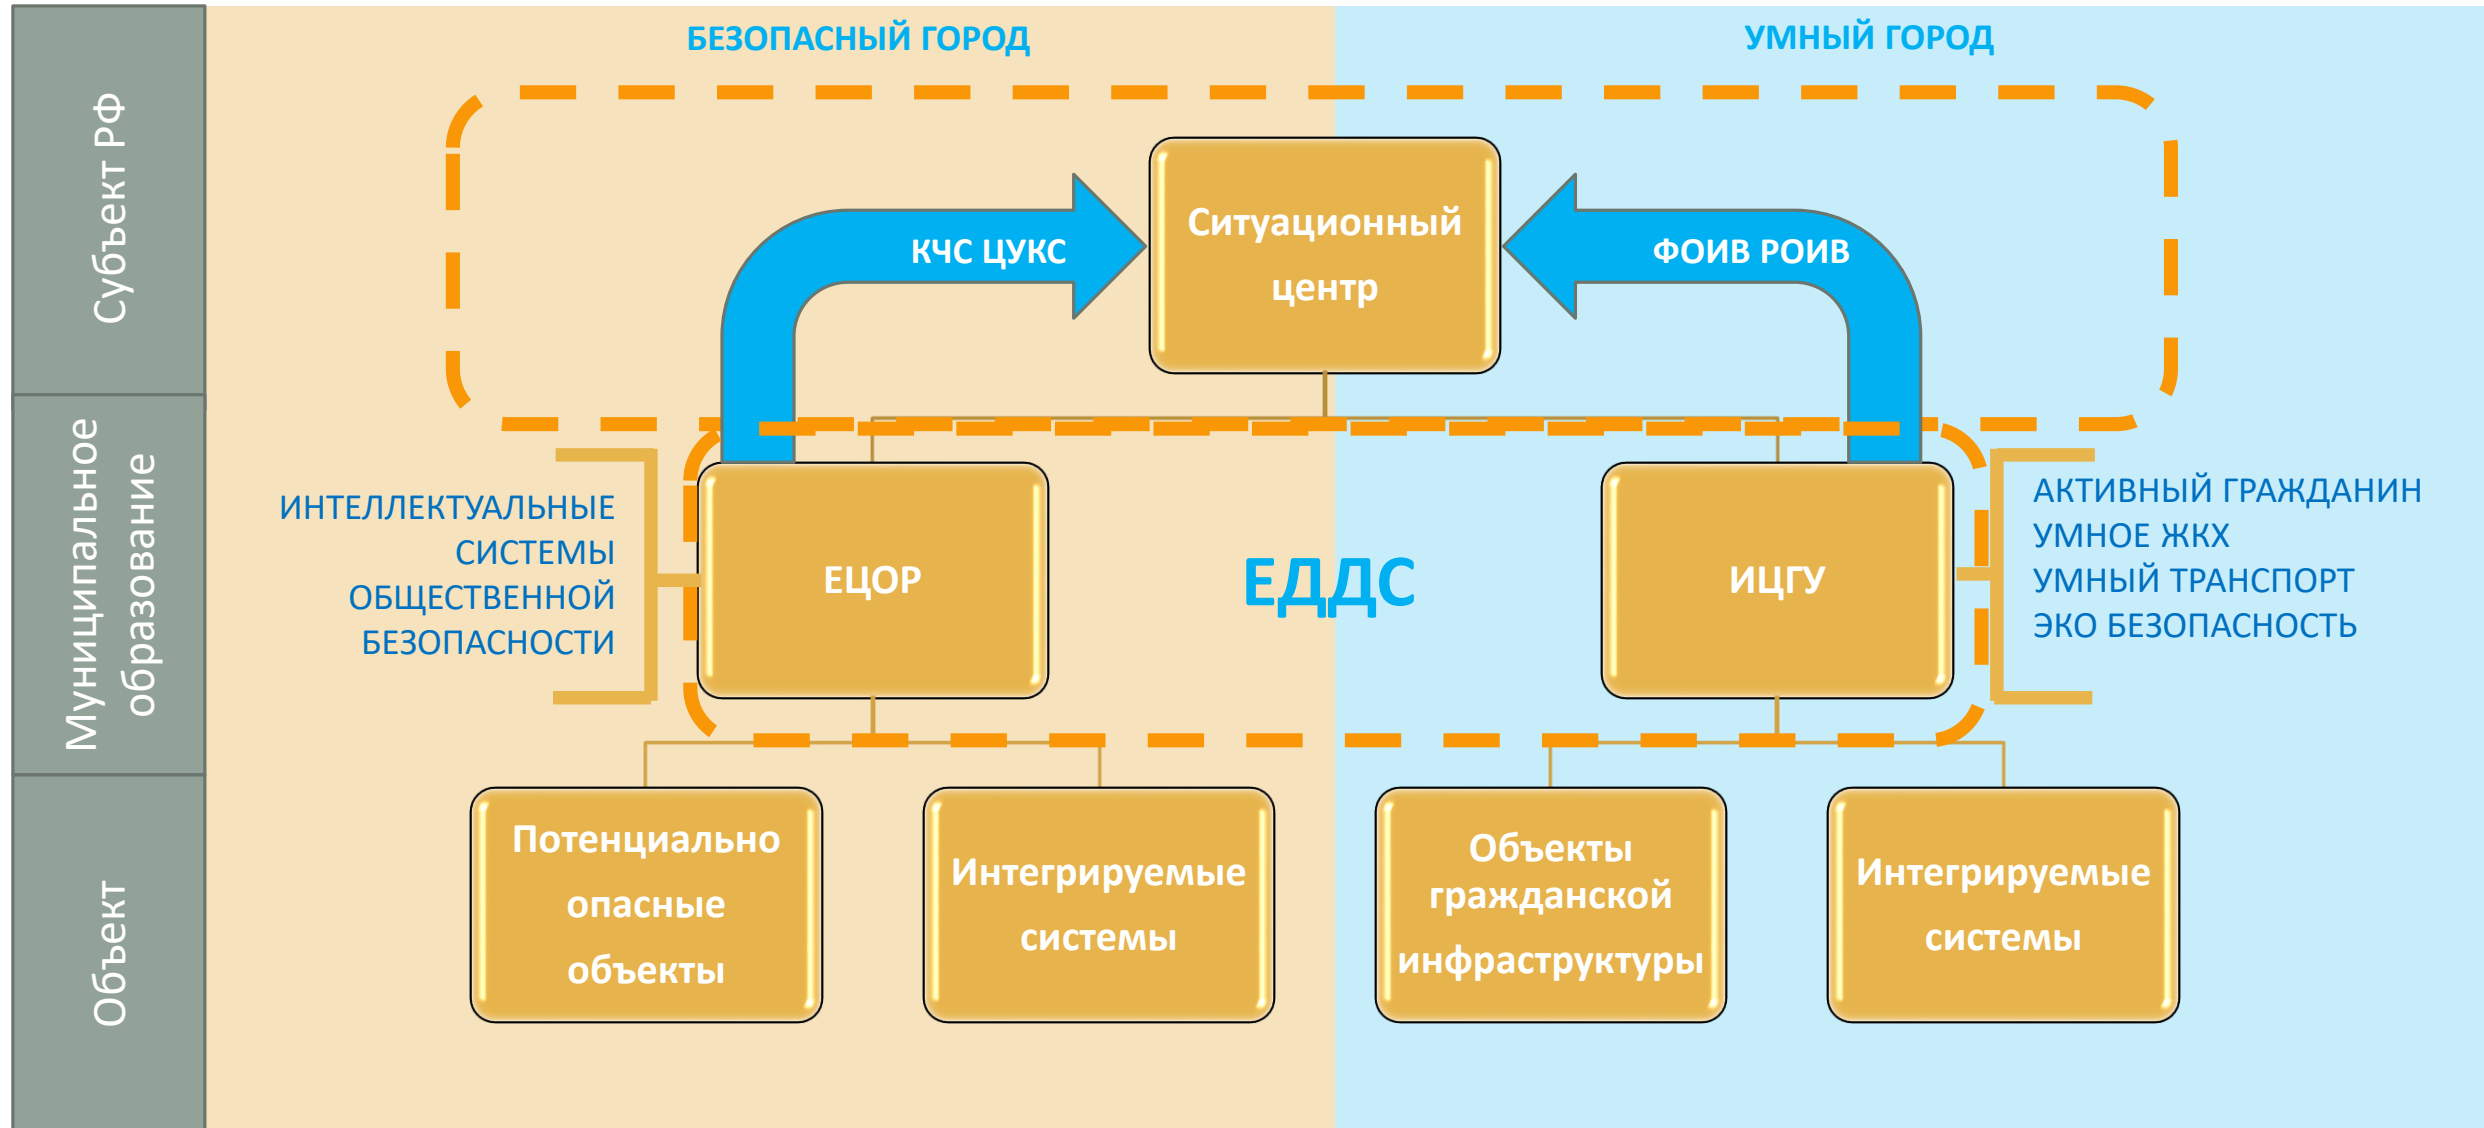 БЕЗОПАСНЫЙ ГОРОД
УМНЫЙ ГОРОД
Субъект РФ
Ситуационный
центр
КЧС ЦУКС
ФОИВ РОИВ
Муниципальное
образование
ИНТЕЛЛЕКТУАЛЬНЫЕ
СИСТЕМЫ
ОБЩЕСТВЕННОЙ
БЕЗОПАСНОСТИ
ЕЦОР
ЕДДС
ИЦГУ
АКТИВНЫЙ ГРАЖДАНИН
УМНОЕ ЖКХ
УМНЫЙ ТРАНСПОРТ
ЭКО БЕЗОПАСНОСТЬ
Объект
Потенциально
опасные
объекты
Интегрируемые
системы
Объекты
гражданской
инфраструктуры
Интегрируемые
системы